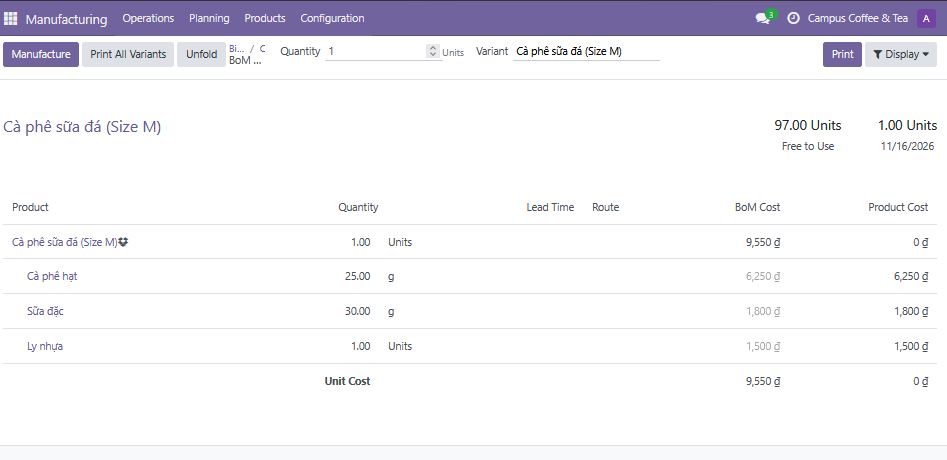 Manufacturing Operations Planning Products Configuration 3 Campus Coffee & Tea A
Manufacture Print All Variants Unfold Bi... / C BoM ... Quantity 1 Units Variant Cà phê sữa đá (Size M) Print Display
Cà phê sữa đá (Size M) 97.00 Units 1.00 Units
Free to Use 11/16/2026
Product Quantity Lead Time Route BoM Cost Product Cost
Cà phê sữa đá (Size M) 1.00 Units 9,550 ₫ 0 ₫
Cà phê hạt 25.00 g 6,250 ₫ 6,250 ₫
Sữa đặc 30.00 g 1,800 ₫ 1,800 ₫
Ly nhựa 1.00 Units 1,500 ₫ 1,500 ₫
Unit Cost 9,550 ₫ 0 ₫